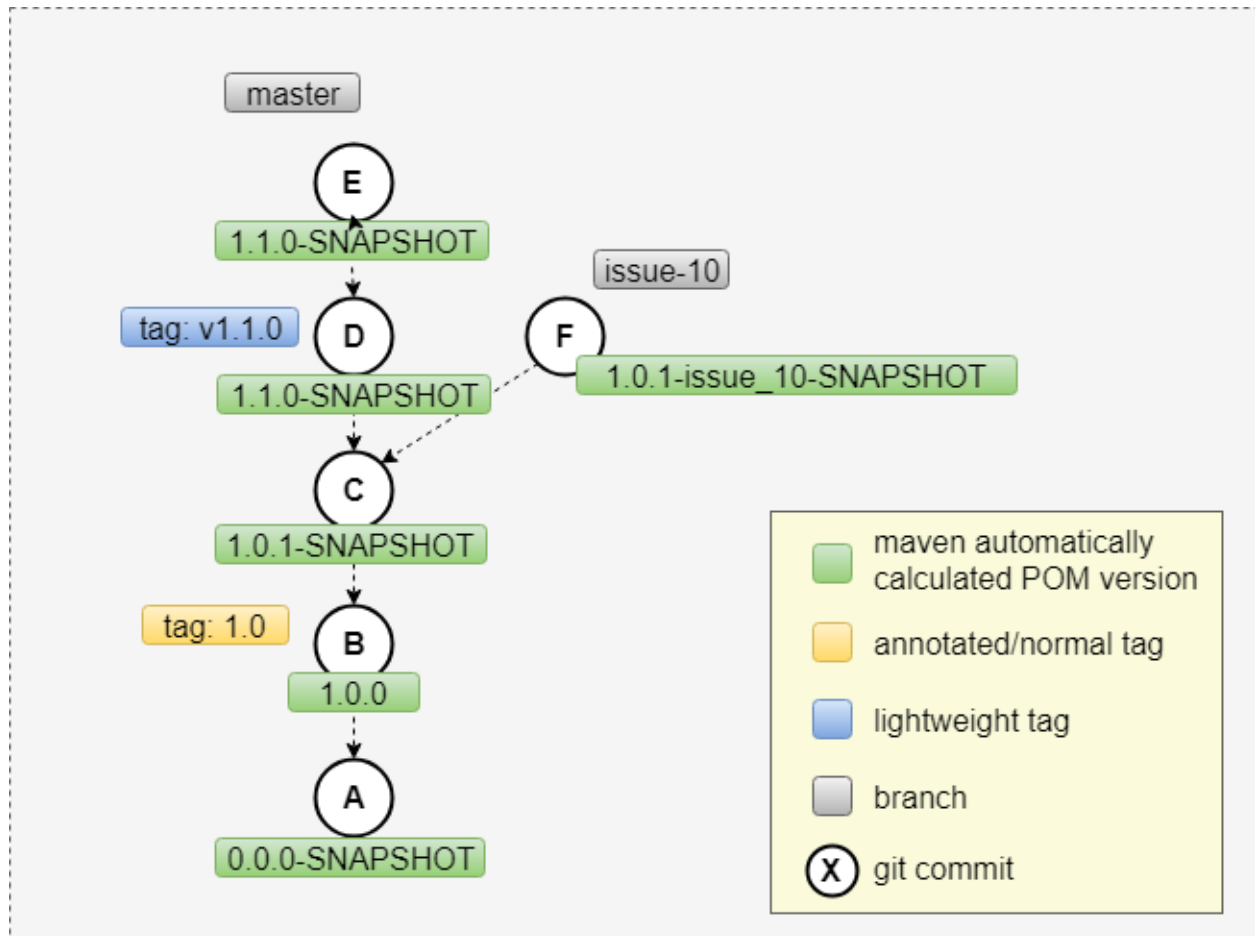 master
E
1.1.0-SNAPSHOT
issue-10
tag: v1.1.0
D
F
1.1.0-SNAPSHOT
1.0.1-issue_10-SNAPSHOT
C
1.0.1-SNAPSHOT
tag: 1.0
B
1.0.0
A
0.0.0-SNAPSHOT
maven automatically
calculated POM version
annotated/normal tag
lightweight tag
branch
X git commit